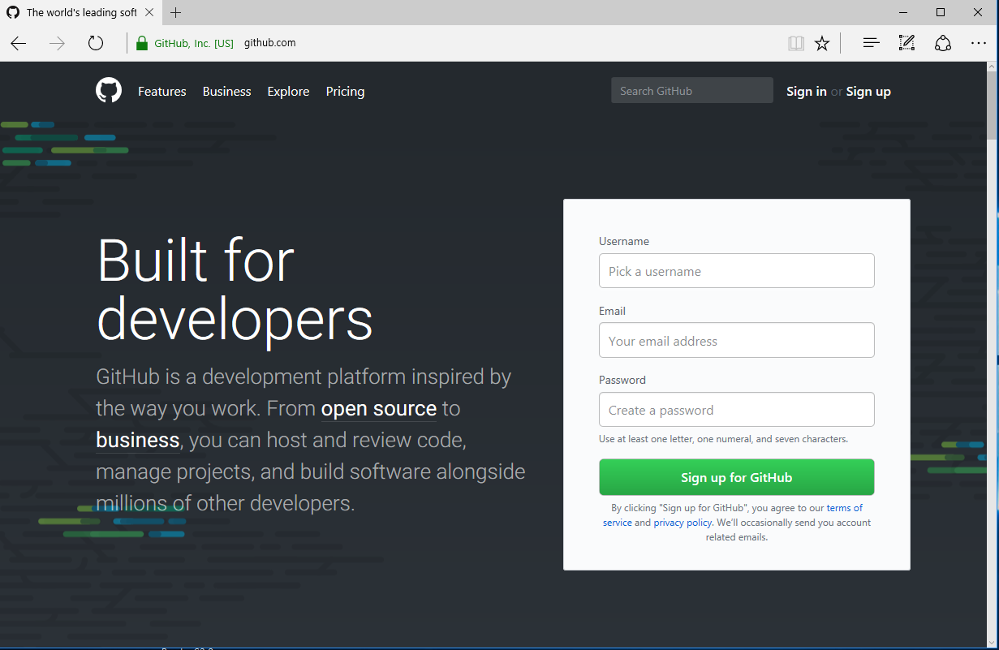 The world's leading soft
GitHub, Inc. [US] github.com
Features Business Explore Pricing Search GitHub Sign in or Sign up
Built for
developers
GitHub is a development platform inspired by
the way you work. From open source to
business, you can host and review code,
manage projects, and build software alongside
millions of other developers.
Username
Pick a username
Email
Your email address
Password
Create a password
Use at least one letter, one numeral, and seven characters.
Sign up for GitHub
By clicking "Sign up for GitHub", you agree to our terms of
service and privacy policy. We'll occasionally send you account
related emails.